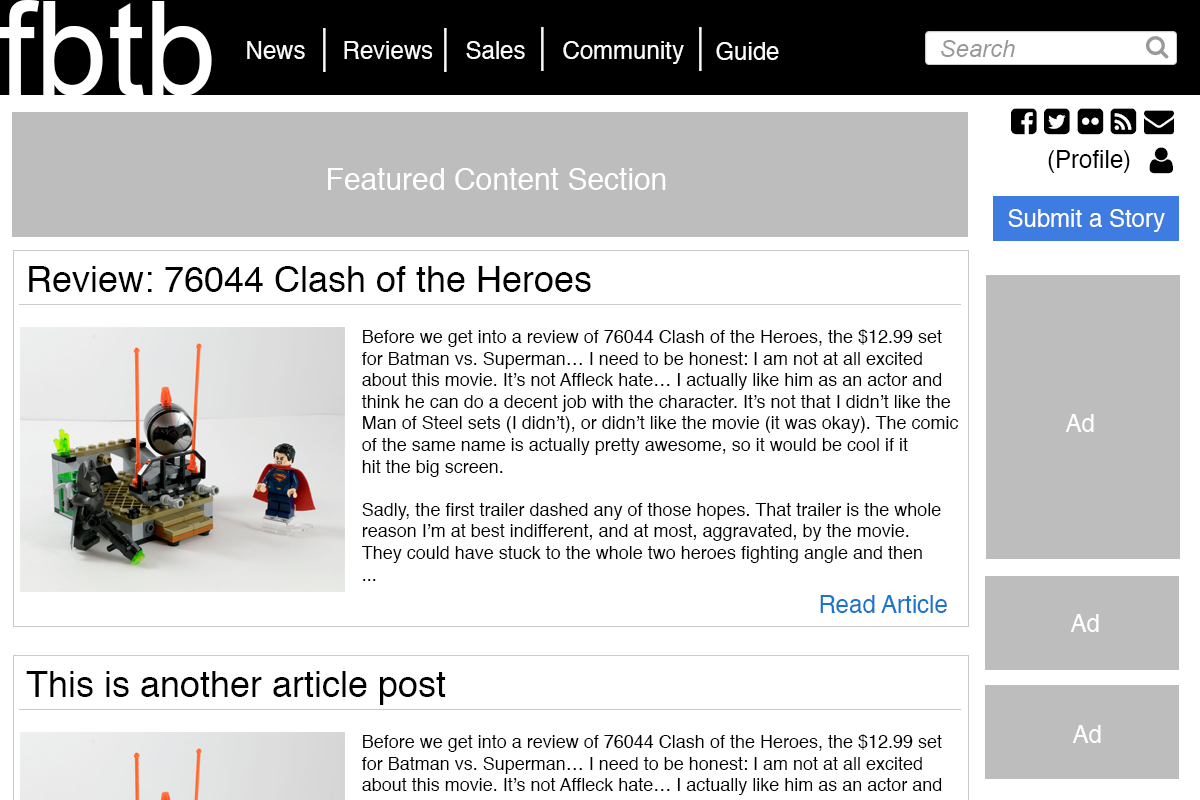 fbtb
News
Reviews
Sales
Community
Guide
Search
(Profile)
Submit a Story
Featured Content Section
Review: 76044 Clash of the Heroes
Before we get into a review of 76044 Clash of the Heroes, the $12.99 set
for Batman vs. Superman… I need to be honest: I am not at all excited
about this movie. It’s not Affleck hate… I actually like him as an actor and
think he can do a decent job with the character. It’s not that I didn’t like the
Man of Steel sets (I didn’t), or didn’t like the movie (it was okay). The comic
of the same name is actually pretty awesome, so it would be cool if it
hit the big screen.
Sadly, the first trailer dashed any of those hopes. That trailer is the whole
reason I’m at best indifferent, and at most, aggravated, by the movie.
They could have stuck to the whole two heroes fighting angle and then
...
Read Article
This is another article post
Before we get into a review of 76044 Clash of the Heroes, the $12.99 set
for Batman vs. Superman… I need to be honest: I am not at all excited
about this movie. It’s not Affleck hate… I actually like him as an actor and
Ad
Ad
Ad